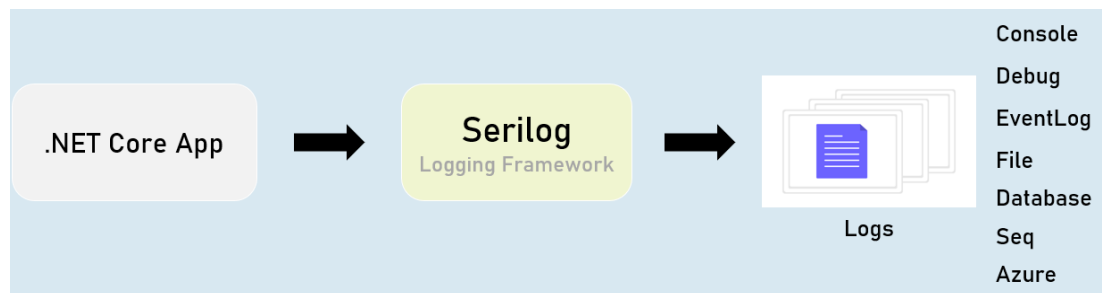 .NET Core App
Serilog
Logging Framework
Logs
Console
Debug
EventLog
File
Database
Seq
Azure